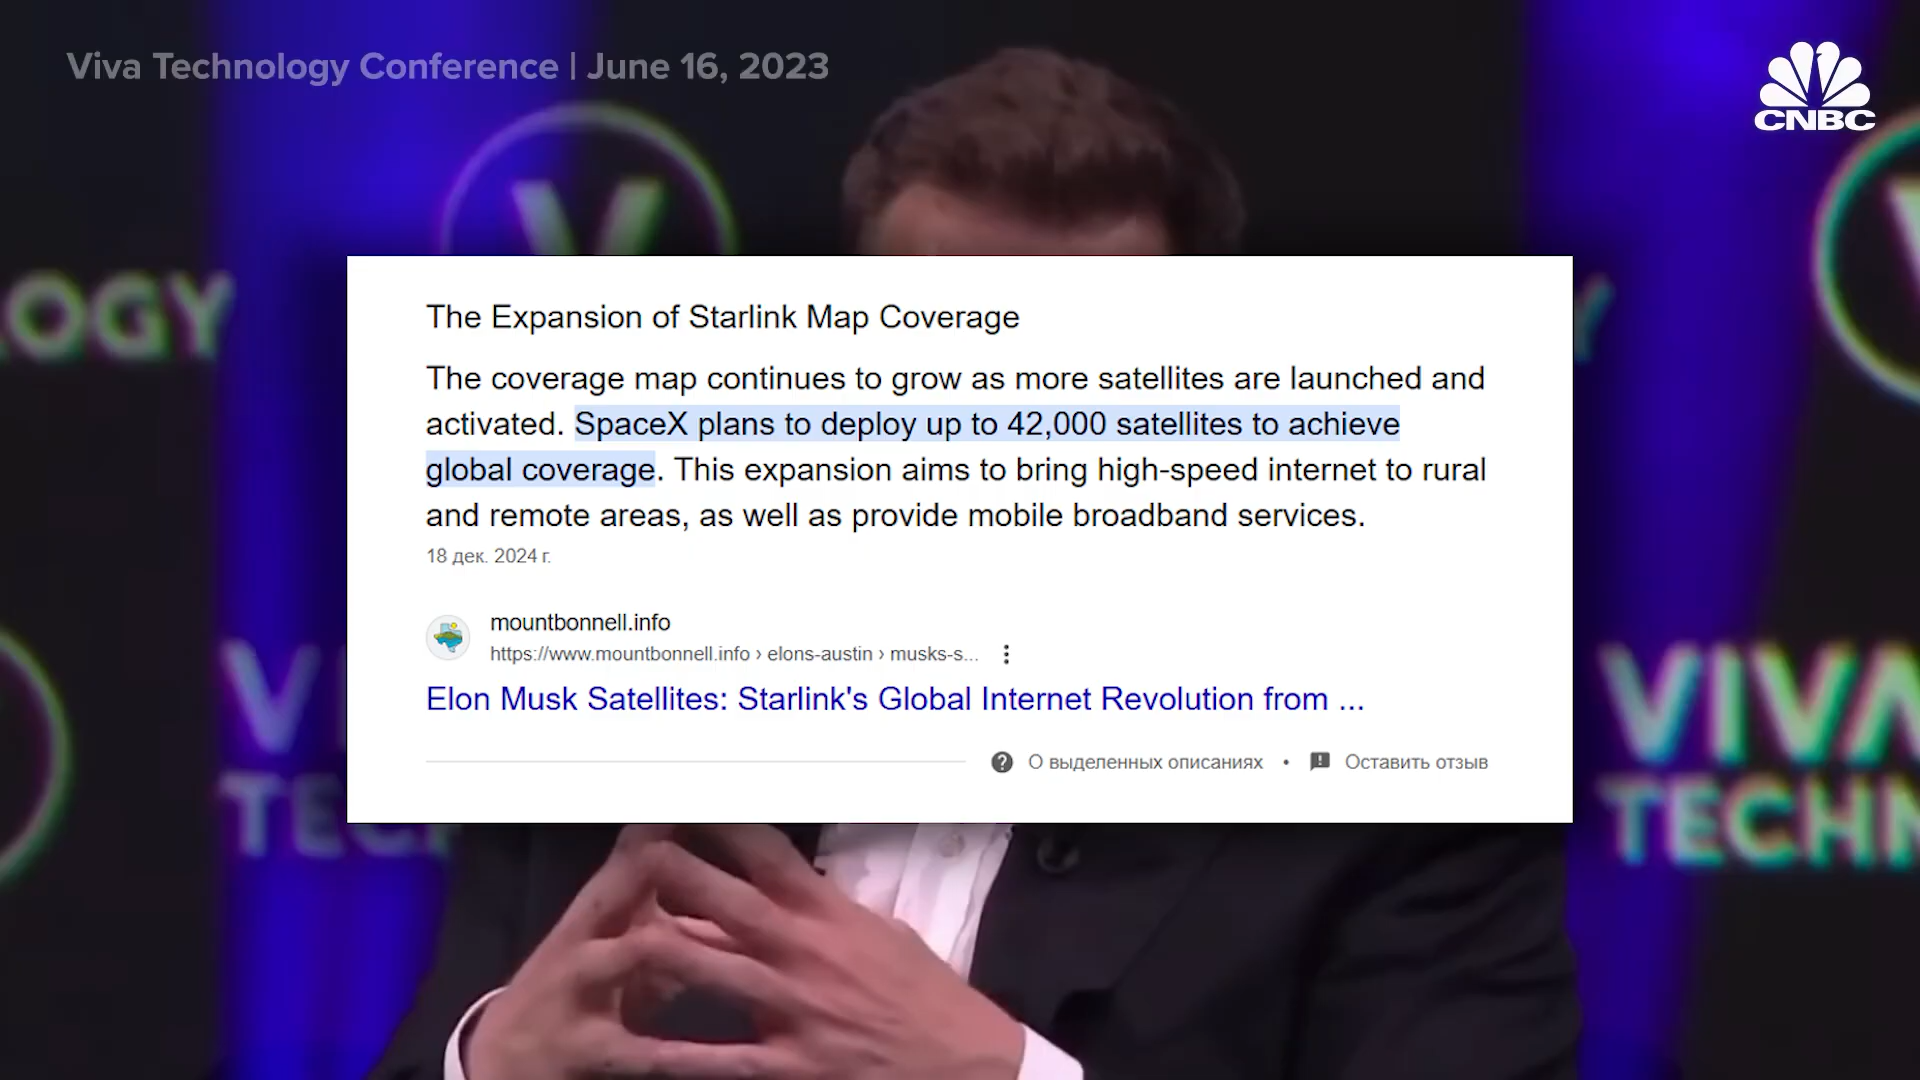 Viva Technology Conference | June 16, 2023
CNBC
V
OGY
Y
The Expansion of Starlink Map Coverage
The coverage map continues to grow as more satellites are launched and
activated. SpaceX plans to deploy up to 42,000 satellites to achieve
global coverage. This expansion aims to bring high-speed internet to rural
and remote areas, as well as provide mobile broadband services.
18 дек. 2024 г.
mountbonnell.info
https://www.mountbonnell.info › elons-austin › musks-s...
Elon Musk Satellites: Starlink's Global Internet Revolution from ...
О выделенных описаниях • Оставить отзыв
V
TEC
VIVA
TECHN